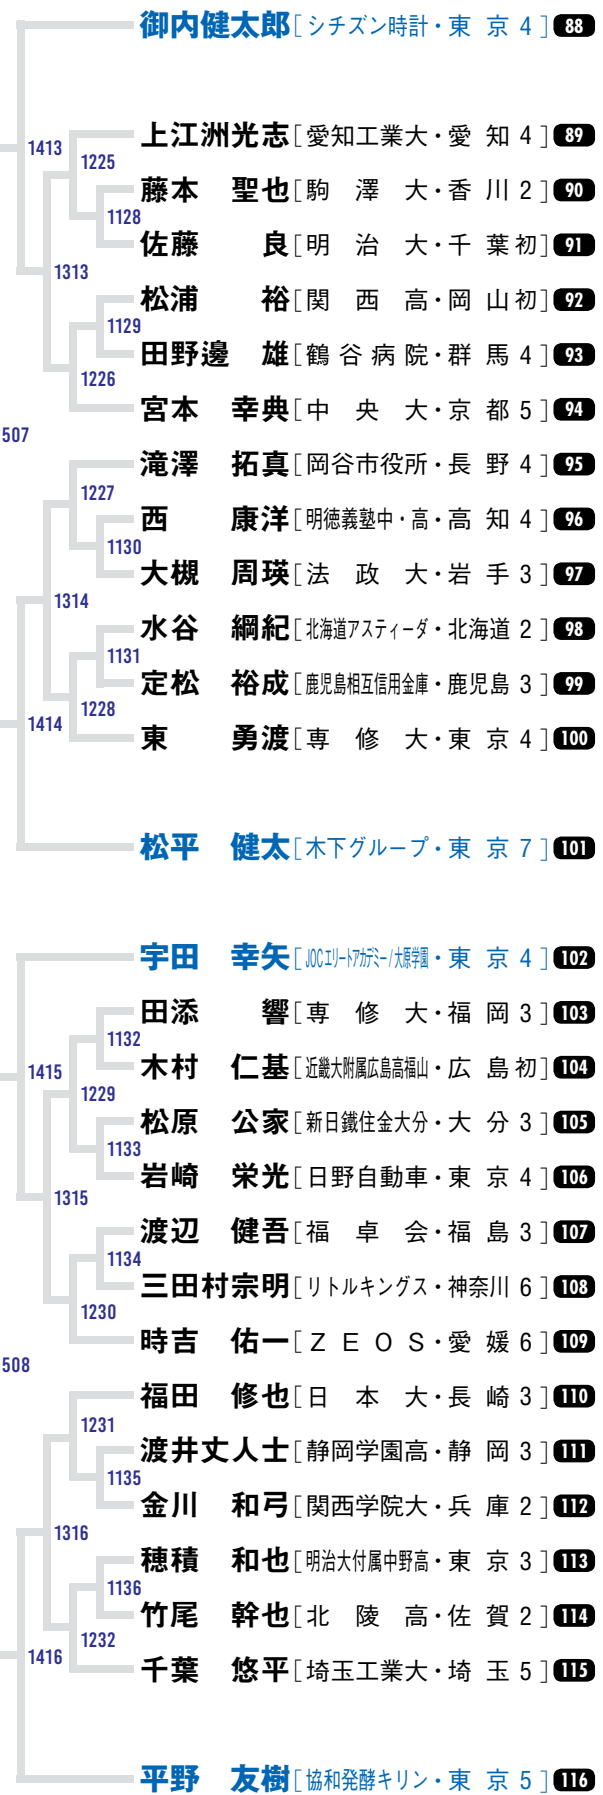 御内健太郎[シチズン時計・東 京 4] 88
1413
上江洲光志[愛知工業大・愛 知 4] 89
1225
藤本 聖也[駒 澤 大・香 川 2] 90
1128
佐藤 良[明 治 大・千 葉 初] 91
1313
松浦 裕[関 西 高・岡 山 初] 92
1129
田野邊 雄[鶴谷病院・群 馬 4] 93
1226
宮本 幸典[中 央 大・京 都 5] 94
507
滝澤 拓真[岡谷市役所・長 野 4] 95
1227
西 康洋[明徳義塾中・高・高 知 4] 96
1130
大槻 周瑛[法 政 大・岩 手 3] 97
1314
水谷 綱紀[北海道アスティーダ・北海道 2] 98
1131
定松 裕成[鹿児島相互信用金庫・鹿児島 3] 99
1228
1414
東 勇渡[専 修 大・東 京 4] 100
松平 健太[木下グループ・東 京 7] 101
宇田 幸矢[JOCエリートアカデミー/大原学園・東 京 4] 102
田添 響[専 修 大・福 岡 3] 103
1132
1415
木村 仁基[近畿大附属広島高福山・広 島 初] 104
1229
松原 公家[新日鐵住金大分・大 分 3] 105
1133
岩崎 栄光[日野自動車・東 京 4] 106
1315
渡辺 健吾[福 卓 会・福 島 3] 107
1134
三田村宗明[リトルキングス・神奈川 6] 108
1230
時吉 佑一[Z E O S・愛 媛 6] 109
508
福田 修也[日 本 大・長 崎 3] 110
1231
渡井丈人士[静岡学園高・静 岡 3] 111
1135
金川 和弓[関西学院大・兵 庫 2] 112
1316
穂積 和也[明治大付属中野高・東 京 3] 113
1136
竹尾 幹也[北 陵 高・佐 賀 2] 114
1232
1416
千葉 悠平[埼玉工業大・埼 玉 5] 115
平野 友樹[協和発酵キリン・東 京 5] 116